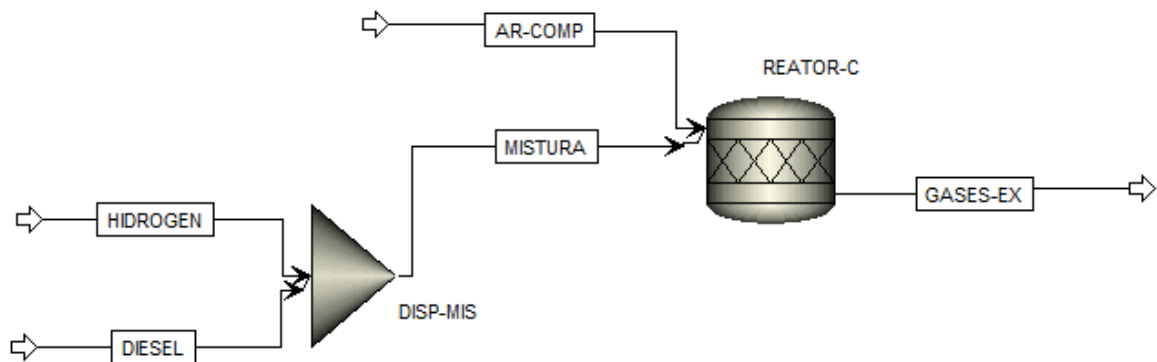 AR-COMP
REATOR-C
MISTURA
GASES-EX
HIDROGEN
DISP-MIS
DIESEL